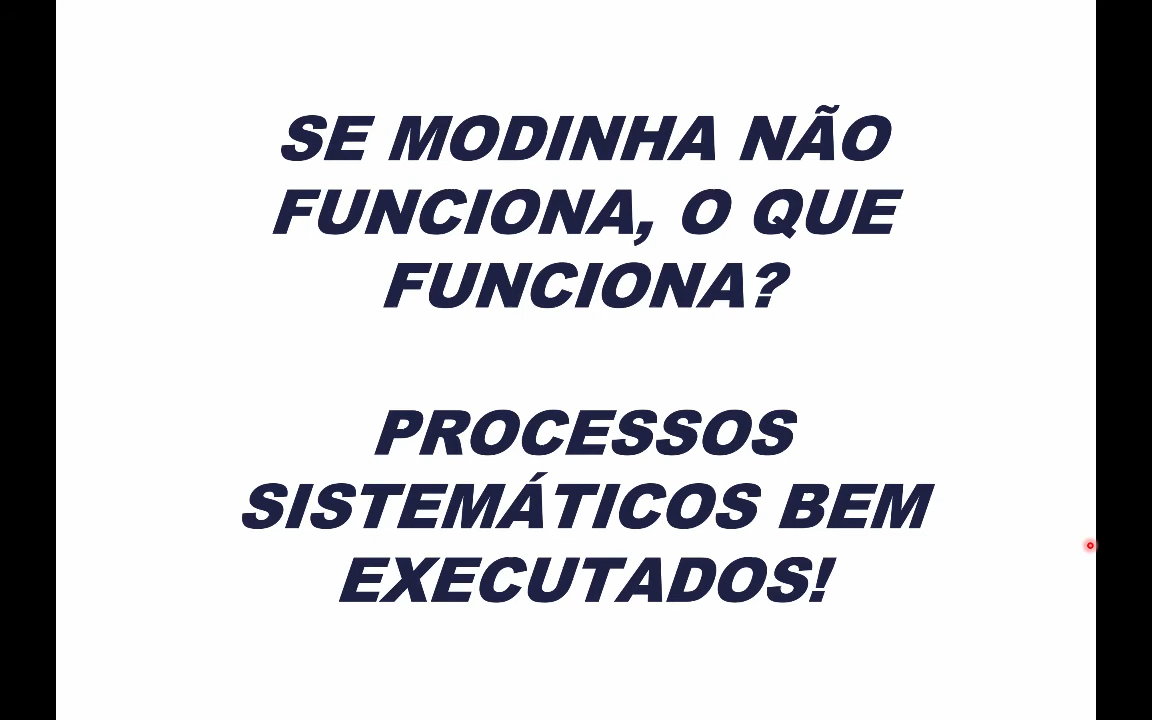 SE MODINHA NÃO
FUNCIONA, O QUE
FUNCIONA?
PROCESSOS
SISTEMÁTICOS BEM
EXECUTADOS!